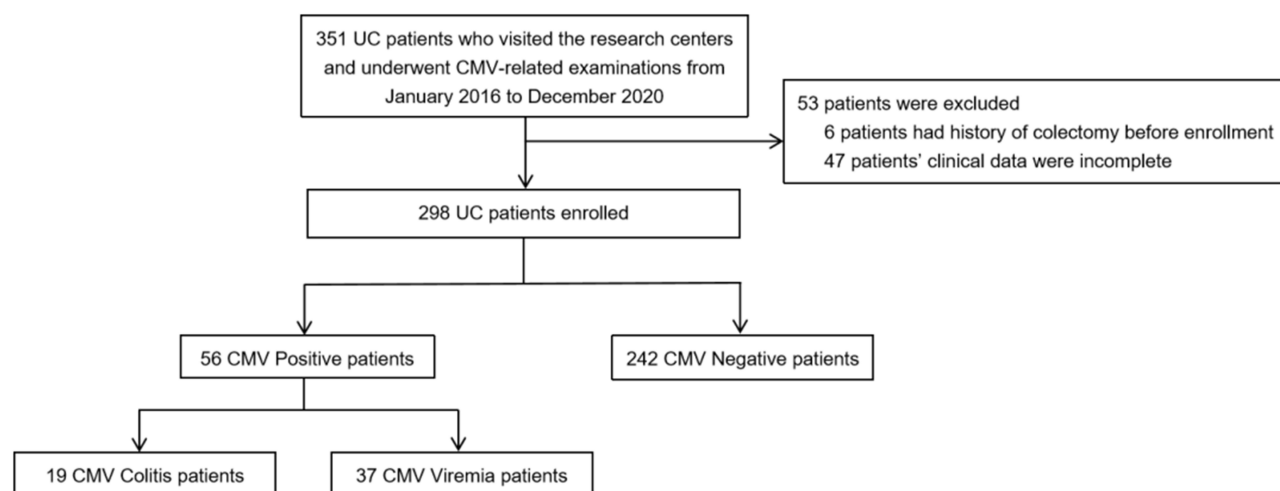 351 UC patients who visited the research centers
and underwent CMV-related examinations from
January 2016 to December 2020
53 patients were excluded
6 patients had history of colectomy before enrollment
47 patients’ clinical data were incomplete
298 UC patients enrolled
56 CMV Positive patients
242 CMV Negative patients
19 CMV Colitis patients
37 CMV Viremia patients